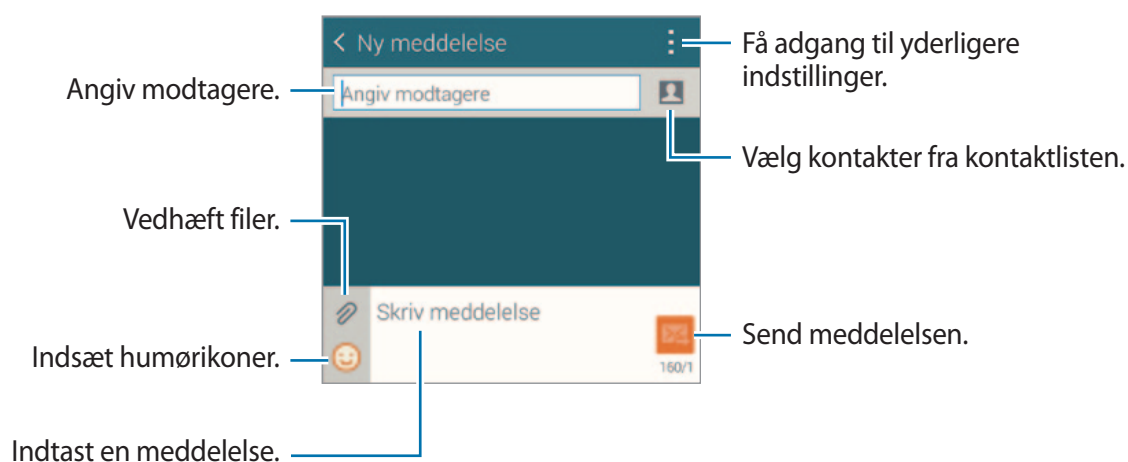 Ny meddelelse
Få adgang til yderligere
indstillinger.
Angiv modtagere.
Angiv modtagere
Vælg kontakter fra kontaktlisten.
Vedhæft filer.
Skriv meddelelse
Send meddelelsen.
Indsæt humørikoner.
160/1
Indtast en meddelelse.